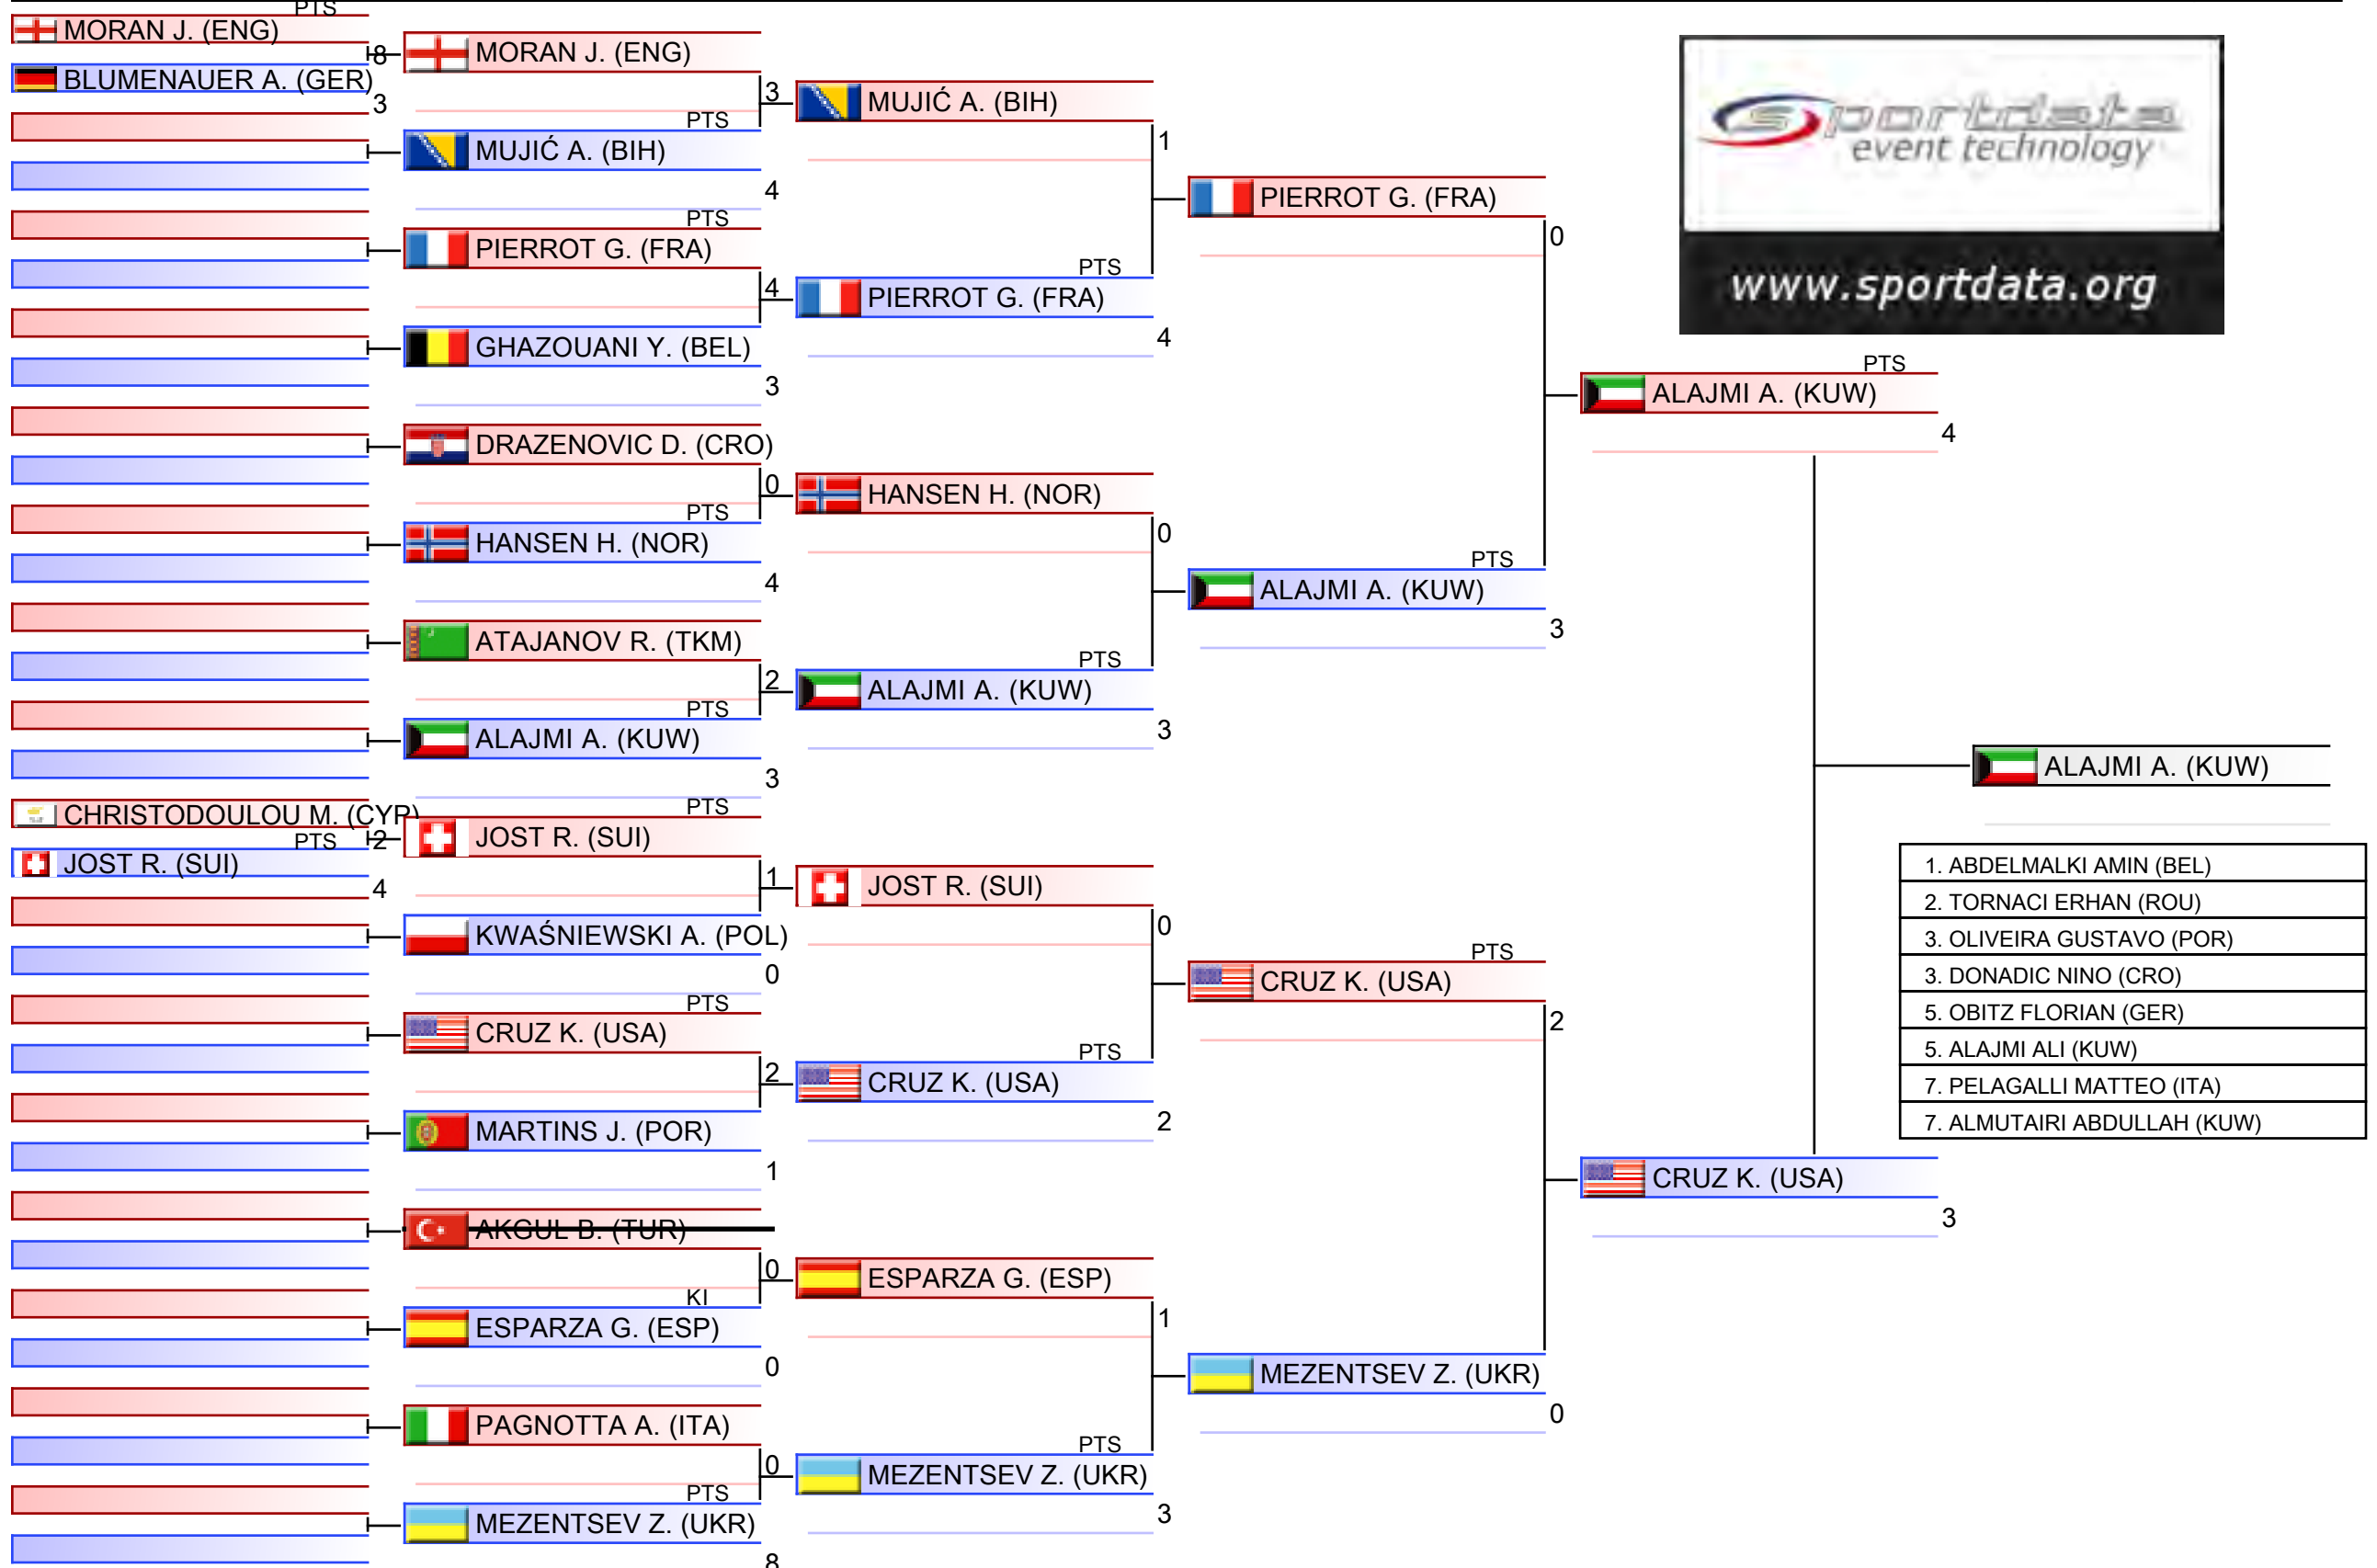 PTS
MORAN J. (ENG)
8
BLUMENAUER A. (GER)
3
CHRISTODOULOU M. (CYP)
2
PTS
JOST R. (SUI)
4
MORAN J. (ENG)
3
PTS
MUJIĆ A. (BIH)
4
PTS
PIERROT G. (FRA)
4
GHAZOUANI Y. (BEL)
3
DRAZENOVIC D. (CRO)
0
PTS
HANSEN H. (NOR)
4
ATAJANOV R. (TKM)
2
PTS
ALAJMI A. (KUW)
3
PTS
JOST R. (SUI)
1
KWAŚNIEWSKI A. (POL)
0
PTS
CRUZ K. (USA)
2
MARTINS J. (POR)
1
AKGUL B. (TUR)
0
KI
ESPARZA G. (ESP)
0
PAGNOTTA A. (ITA)
0
PTS
MEZENTSEV Z. (UKR)
8
MUJIĆ A. (BIH)
1
PTS
PIERROT G. (FRA)
4
HANSEN H. (NOR)
0
PTS
ALAJMI A. (KUW)
3
JOST R. (SUI)
0
PTS
CRUZ K. (USA)
2
ESPARZA G. (ESP)
1
PTS
MEZENTSEV Z. (UKR)
3
PIERROT G. (FRA)
0
PTS
ALAJMI A. (KUW)
3
PTS
CRUZ K. (USA)
2
MEZENTSEV Z. (UKR)
0
sportdata
event technology
www.sportdata.org
PTS
ALAJMI A. (KUW)
4
CRUZ K. (USA)
3
ALAJMI A. (KUW)
1. ABDELMALKI AMIN (BEL)
2. TORNACI ERHAN (ROU)
3. OLIVEIRA GUSTAVO (POR)
3. DONADIC NINO (CRO)
5. OBITZ FLORIAN (GER)
5. ALAJMI ALI (KUW)
7. PELAGALLI MATTEO (ITA)
7. ALMUTAIRI ABDULLAH (KUW)